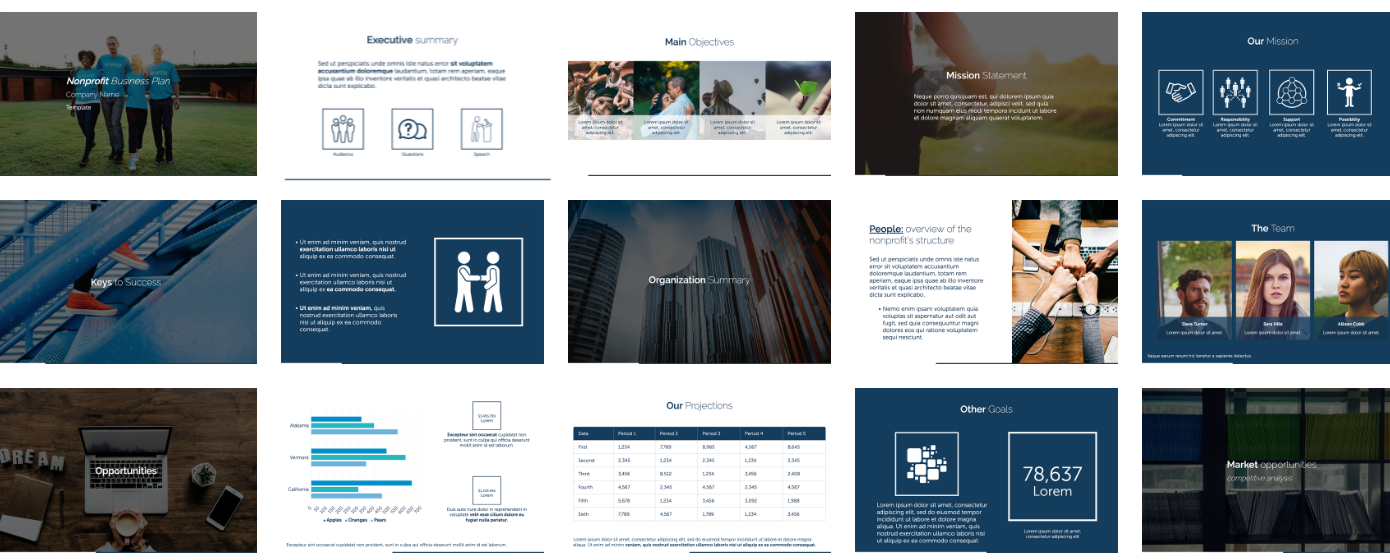 Nonprofit Business Plan
Company Name
Template
Executive summary
Sed ut perspiciatis unde omnis iste natus error sit voluptatem
accusantium doloremque laudantium, totam rem aperiam, eaque
ipsa quae ab illo inventore veritatis et quasi architecto beatae vitae
dicta sunt explicabo.
Audience
Questions
Speech
Main Objectives
Lorem ipsum dolor sit
amet, consectetur
adipiscing elit.
Lorem ipsum dolor sit
amet, consectetur
adipiscing elit.
Lorem ipsum dolor sit
amet, consectetur
adipiscing elit.
Lorem ipsum dolor sit
amet, consectetur
adipiscing elit.
Mission Statement
Neque porro quisquam est, qui dolorem ipsum quia
dolor sit amet, consectetur, adipisci velit, sed quia
non numquam eius modi tempora incidunt ut labore
et dolore magnam aliquam quaerat voluptatem.
Our Mission
Commitment
Lorem ipsum dolor sit
amet, consectetur
adipiscing elit.
Responsibility
Lorem ipsum dolor sit
amet, consectetur
adipiscing elit.
Support
Lorem ipsum dolor sit
amet, consectetur
adipiscing elit.
Possibility
Lorem ipsum dolor sit
amet, consectetur
adipiscing elit.
Keys to Success
• Ut enim ad minim veniam, quis nostrud
exercitation ullamco laboris nisi ut
aliquip ex ea commodo consequat.
• Ut enim ad minim veniam, quis nostrud
exercitation ullamco laboris nisi ut
aliquip ex ea commodo consequat.
• Ut enim ad minim veniam, quis
nostrud exercitation ullamco laboris
nisi ut aliquip ex ea commodo
consequat.
Organization Summary
People: overview of the
nonprofit's structure
Sed ut perspiciatis unde omnis iste natus
error sit voluptatem accusantium
doloremque laudantium, totam rem
aperiam, eaque ipsa quae ab illo inventore
veritatis et quasi architecto beatae vitae
dicta sunt explicabo.
• Nemo enim ipsam voluptatem quia
voluptas sit aspernatur aut odit aut
fugit, sed quia consequuntur magni
dolores eos qui ratione voluptatem
sequi nesciunt.
The Team
Dave Turner
Lorem ipsum dolor sit amet.
Sara Hills
Lorem ipsum dolor sit amet.
Allison Cobb
Lorem ipsum dolor sit amet.
Itaque earum rerum hic tenetur a sapiente delectus
DREAM
Opportunities
Alabama
Vermont
California
0 50 100 150 200 250 300 350 400 450 500 550 600 650 700
Apples Oranges Pears
Lorem
Excepteur sint occaecat cupidatat non
proident, sunt in culpa qui officia deserunt
mollit anim id est laborum.
Lorem
Duis aute irure dolor in reprehenderit in
voluptate velit esse cillum dolore eu
fugiat nulla pariatur.
Excepteur sint occaecat cupidatat non proident, sunt in culpa qui officia deserunt mollit anim id est laborum.
Our Projections
Data Period 1 Period 2 Period 3 Period 4 Period 5
First 1,234 7,789 8,963 4,567 8,645
Second 2,345 1,234 2,345 1,234 2,345
Third 3,456 8,512 1,234 3,456 2,408
Fourth 4,567 2,345 4,567 2,345 4,567
Fifth 5,678 1,234 3,456 3,092 1,988
Sixth 7,789 4,567 1,789 1,234 3,456
Lorem ipsum dolor sit amet, consectetur adipiscing elit, sed do eiusmod tempor incididunt ut labore et dolore magna
aliqua. Ut enim ad minim veniam, quis nostrud exercitation ullamco laboris nisi ut aliquip ex ea commodo consequat.
Other Goals
Lorem ipsum dolor sit amet, consectetur
adipiscing elit, sed do eiusmod tempor
incididunt ut labore et dolore magna
aliqua. Ut enim ad minim veniam, quis
nostrud exercitation ullamco laboris nisi
ut aliquip ex ea commodo consequat.
78,637
Lorem
Lorem ipsum dolor sit
amet, consectetur
adipiscing elit.
Market opportunities
competitive analysis